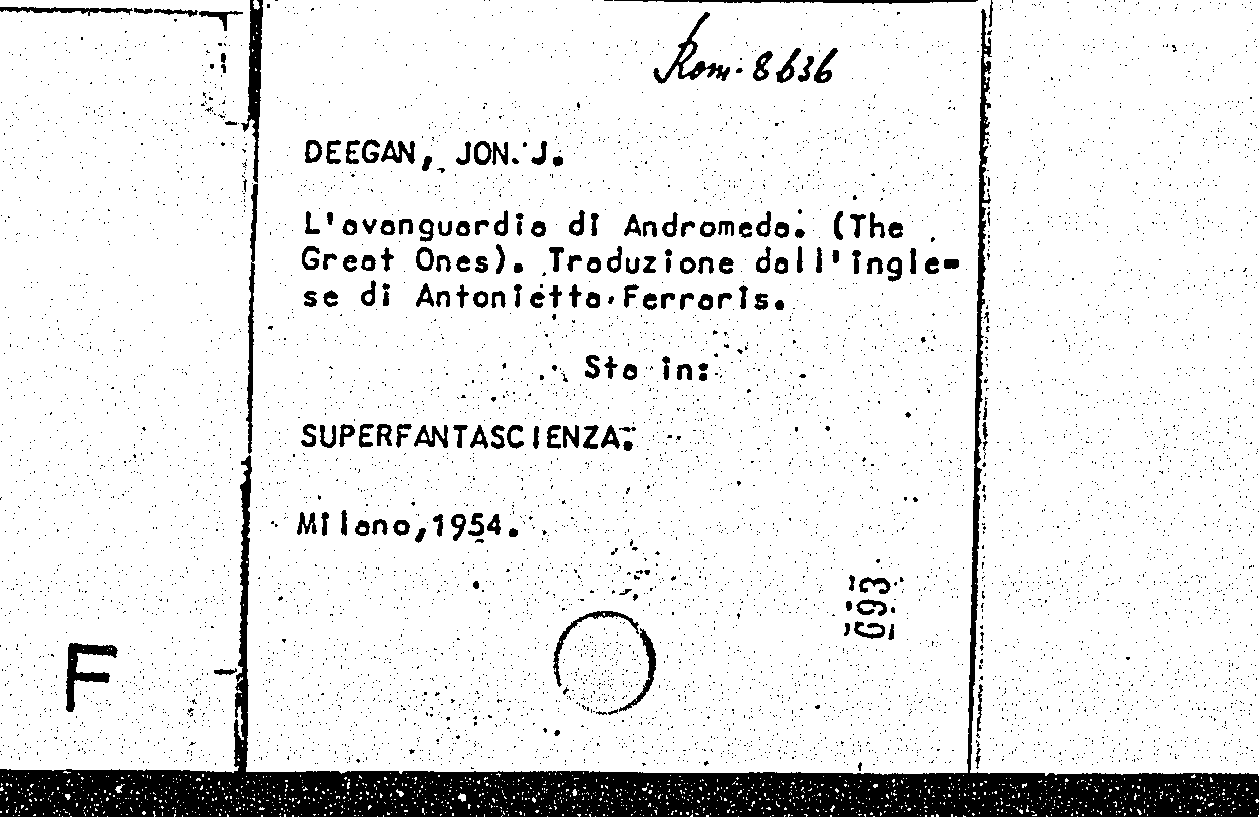 Rom. 8636
DEEGAN, JON. J.
L'avanguardia di Andromeda. (The
Great Ones). Traduzione dall'ingle-
se di Antonietta Ferraris.
Sta in:
SUPERFANTASCIENZA.
Milano,1954.
693
F